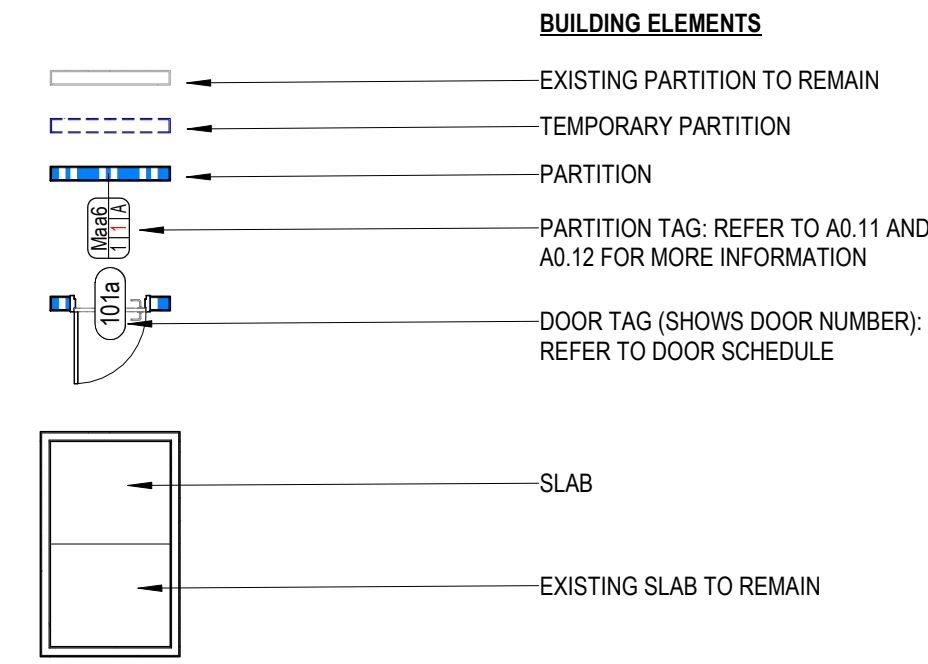 BUILDING ELEMENTS
EXISTING PARTITION TO REMAIN
TEMPORARY PARTITION
PARTITION
Maa6
1 1 A
PARTITION TAG: REFER TO A0.11 AND
A0.12 FOR MORE INFORMATION
101a
DOOR TAG (SHOWS DOOR NUMBER):
REFER TO DOOR SCHEDULE
SLAB
EXISTING SLAB TO REMAIN